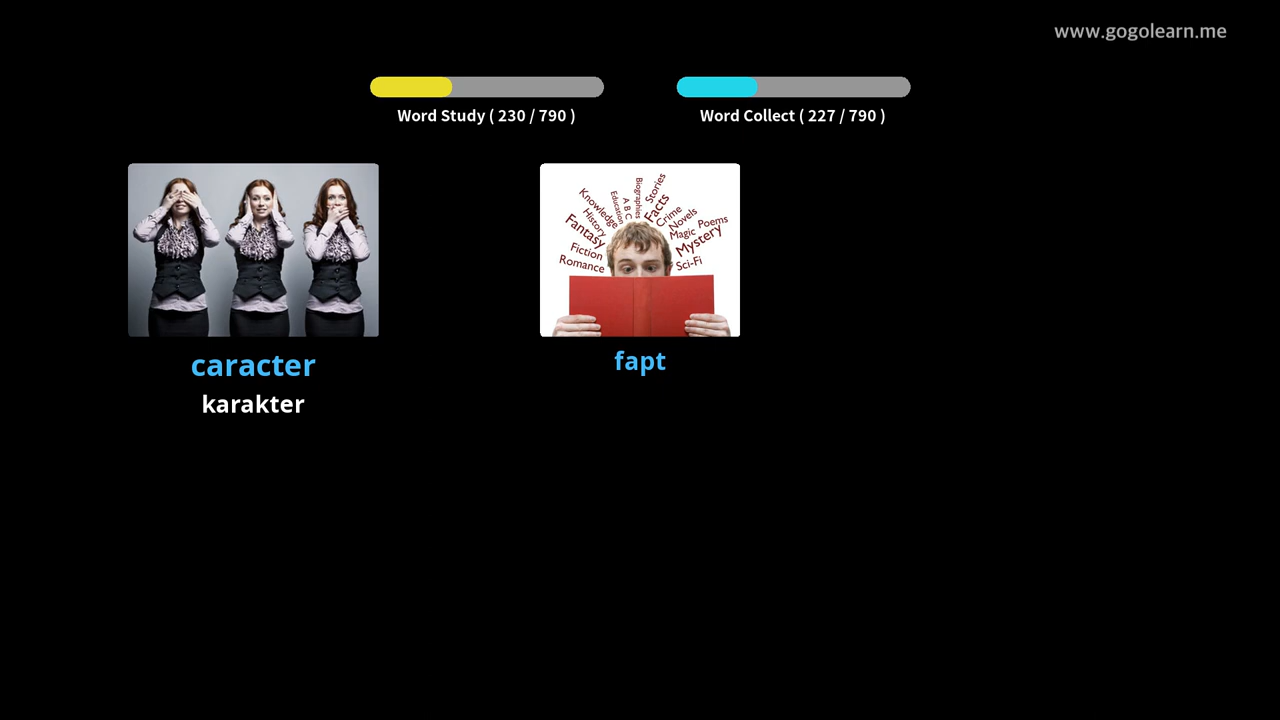 www.gogolearn.me
Word Study ( 230 / 790 )
Word Collect ( 227 / 790 )
Stories
Biographies
Facts
Knowledge
Education
A B C
Crime
History
Novels
Poems
Fantasy
Magic
Mystery
Fiction
Romance
Sci-Fi
caracter
karakter
fapt